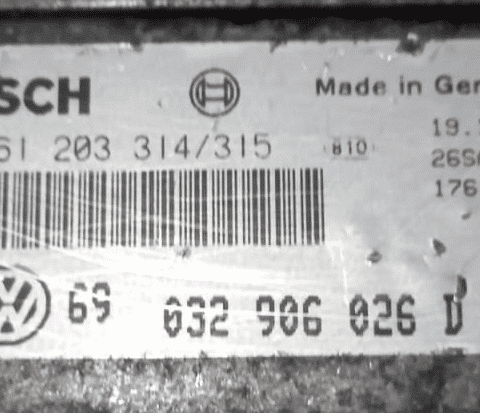 SCH Made in Ger
61 203 314/315 810 19.
26S
176
69 032 906 026 D